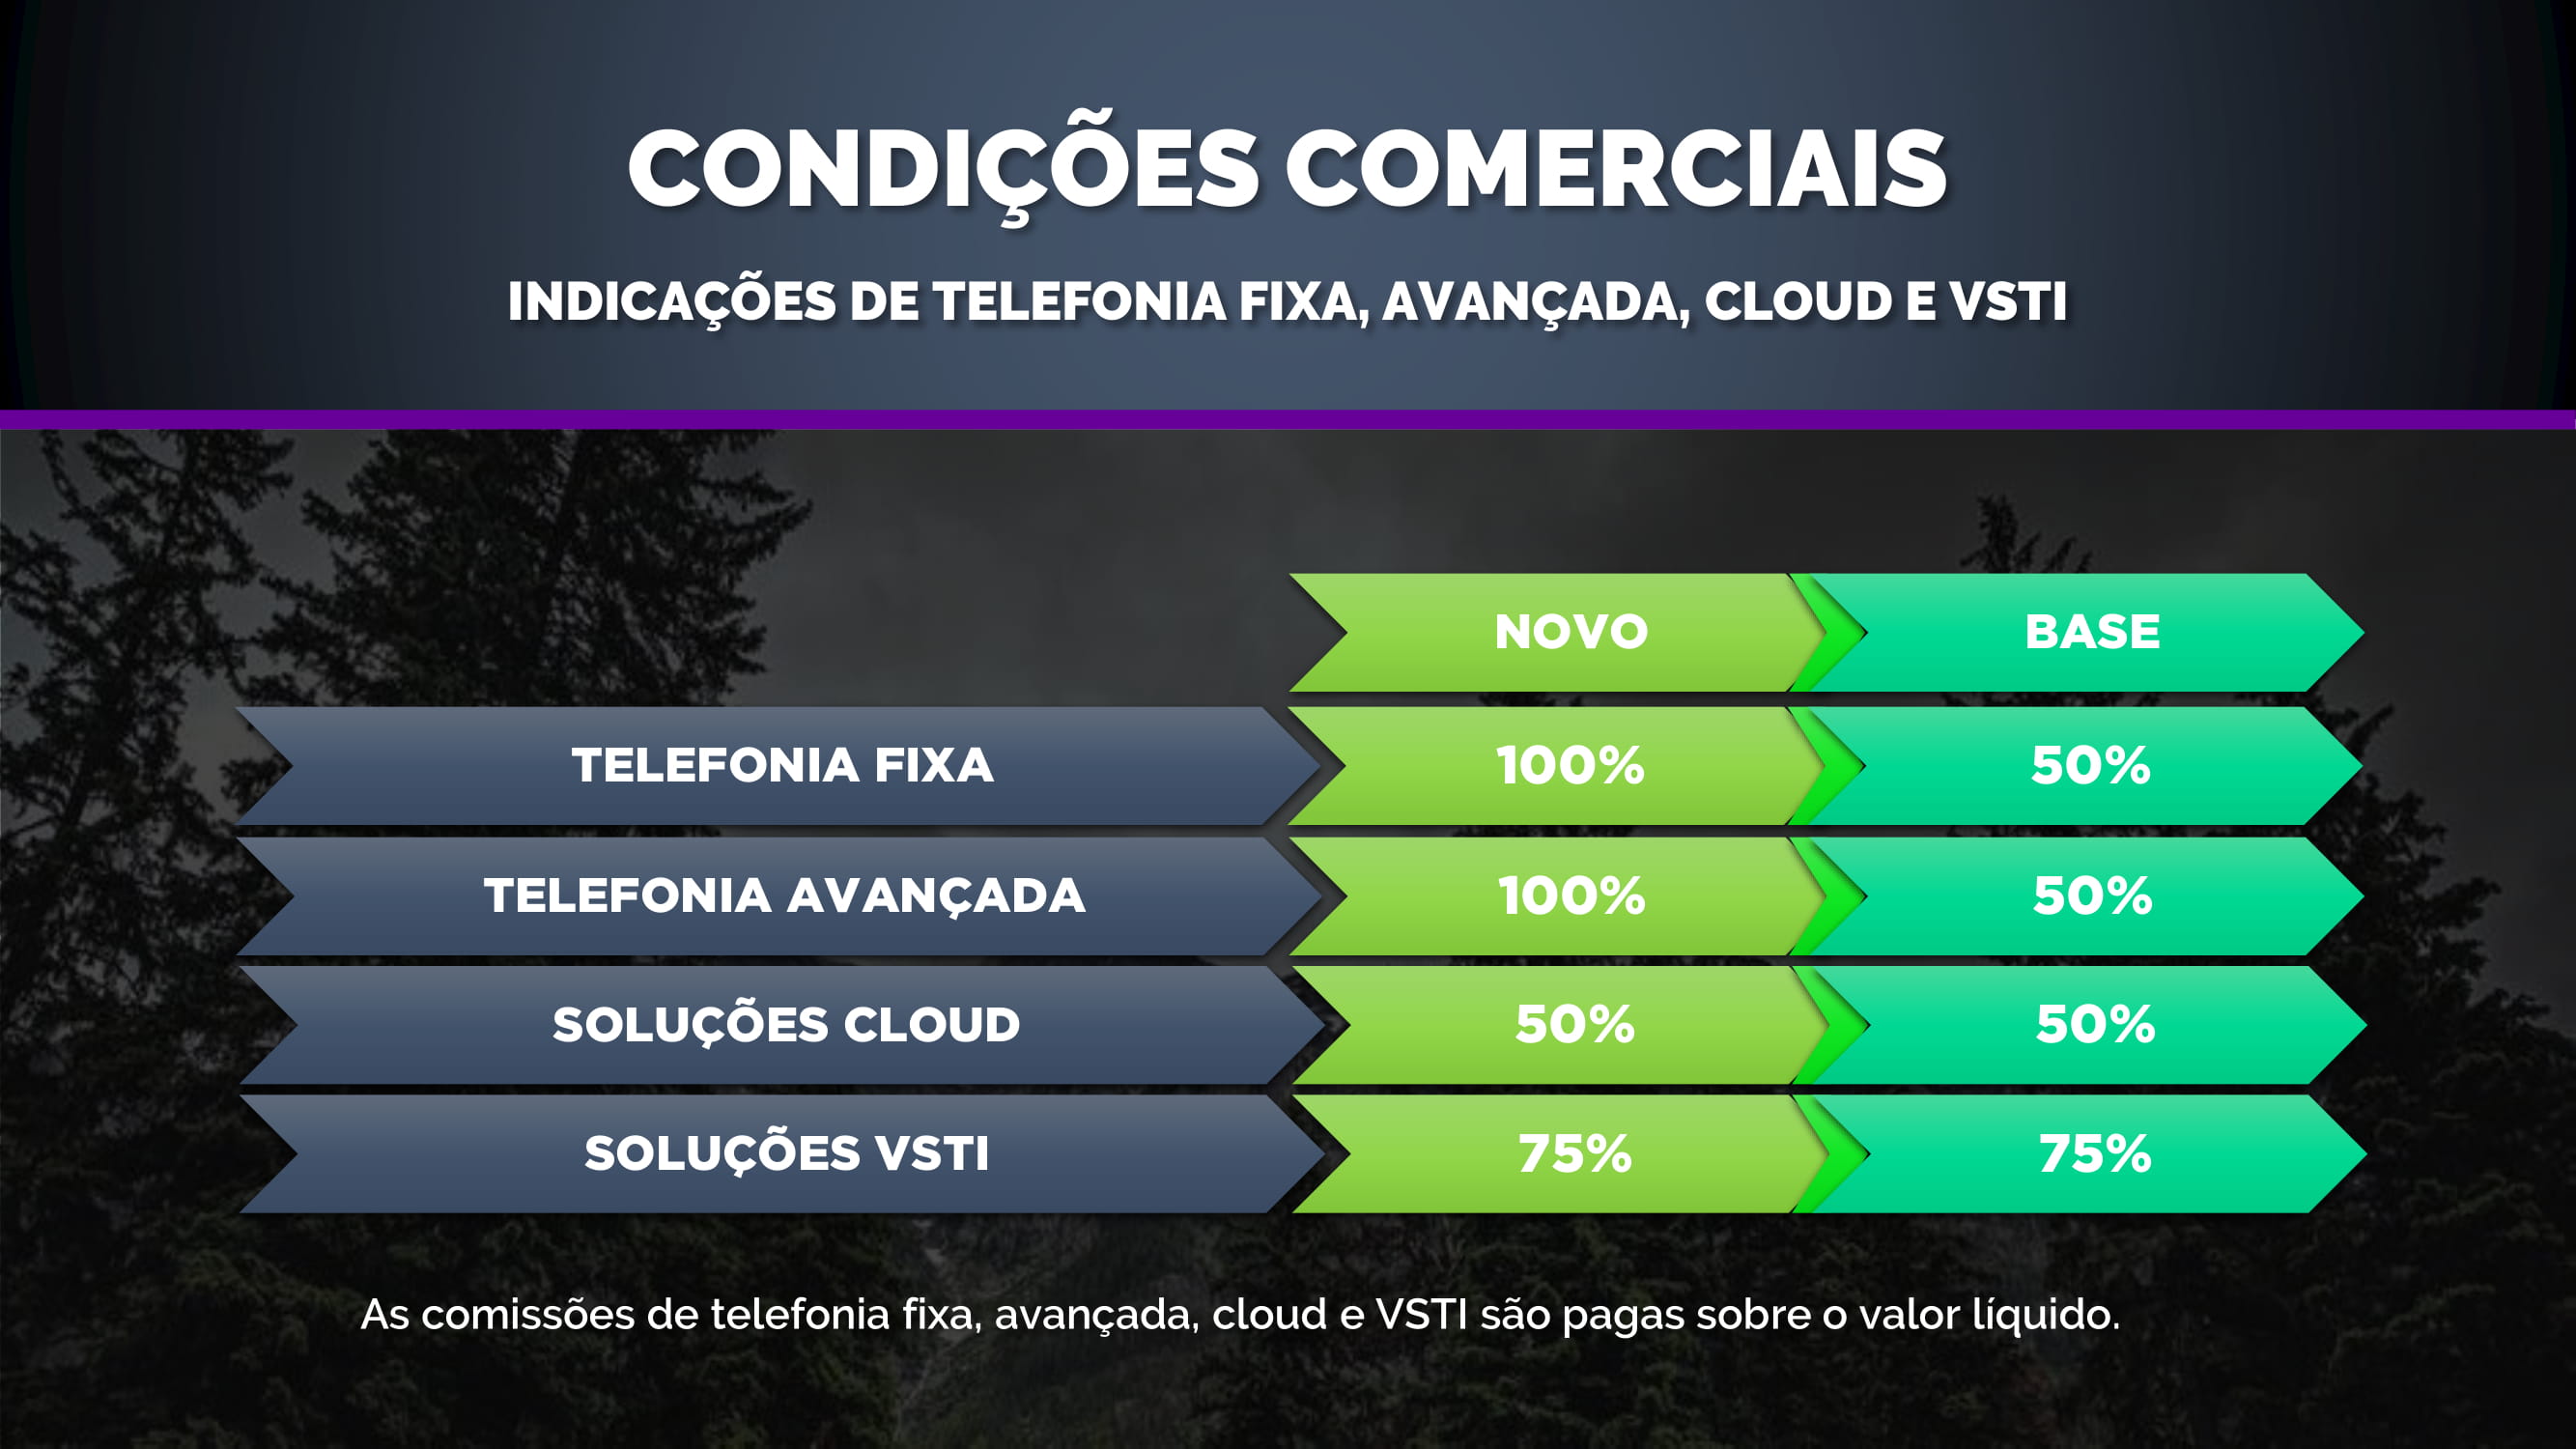 CONDIÇÕES COMERCIAIS
INDICAÇÕES DE TELEFONIA FIXA, AVANÇADA, CLOUD E VSTI
NOVO BASE
TELEFONIA FIXA 100% 50%
TELEFONIA AVANÇADA 100% 50%
SOLUÇÕES CLOUD 50% 50%
SOLUÇÕES VSTI 75% 75%
As comissões de telefonia fixa, avançada, cloud e VSTI são pagas sobre o valor líquido.